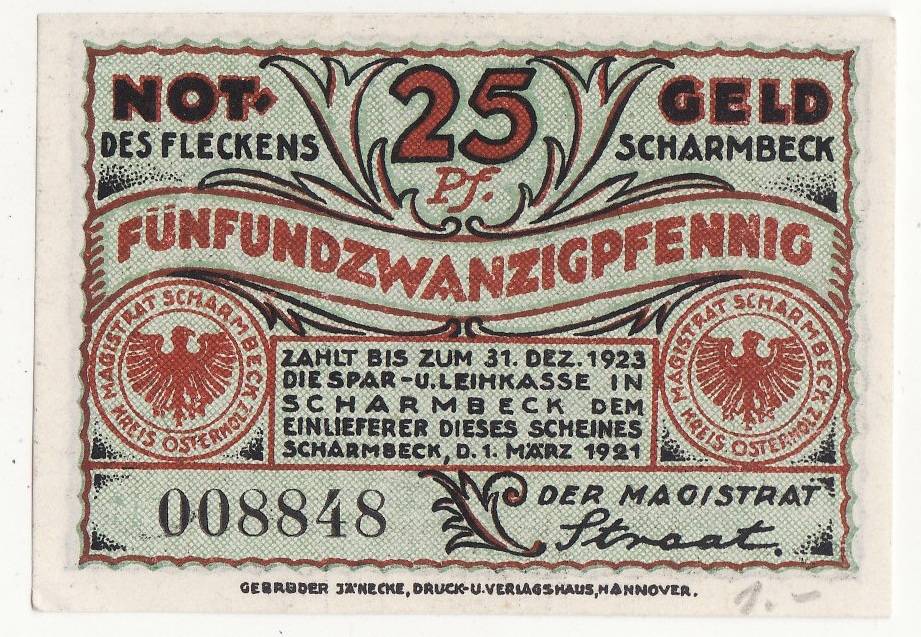 NOT- 25 GELD
DES FLECKENS SCHARMBECK
Pf.
FÜNFUNDZWANZIGPFENNIG
MAGISTRAT SCHARMBECK
KREIS OSTERHOLZ
MAGISTRAT SCHARMBECK
KREIS OSTERHOLZ
ZAHLT BIS ZUM 31. DEZ. 1923
DIE SPAR-U. LEIHKASSE IN
SCHARMBECK DEM
EINLIEFERER DIESES SCHEINES
SCHARMBECK, D. 1. MÄRZ 1921
008848
DER MAGISTRAT
Straat.
GEBRÜDER JÄNECKE, DRUCK-U. VERLAGSHAUS, HANNOVER.
1.-